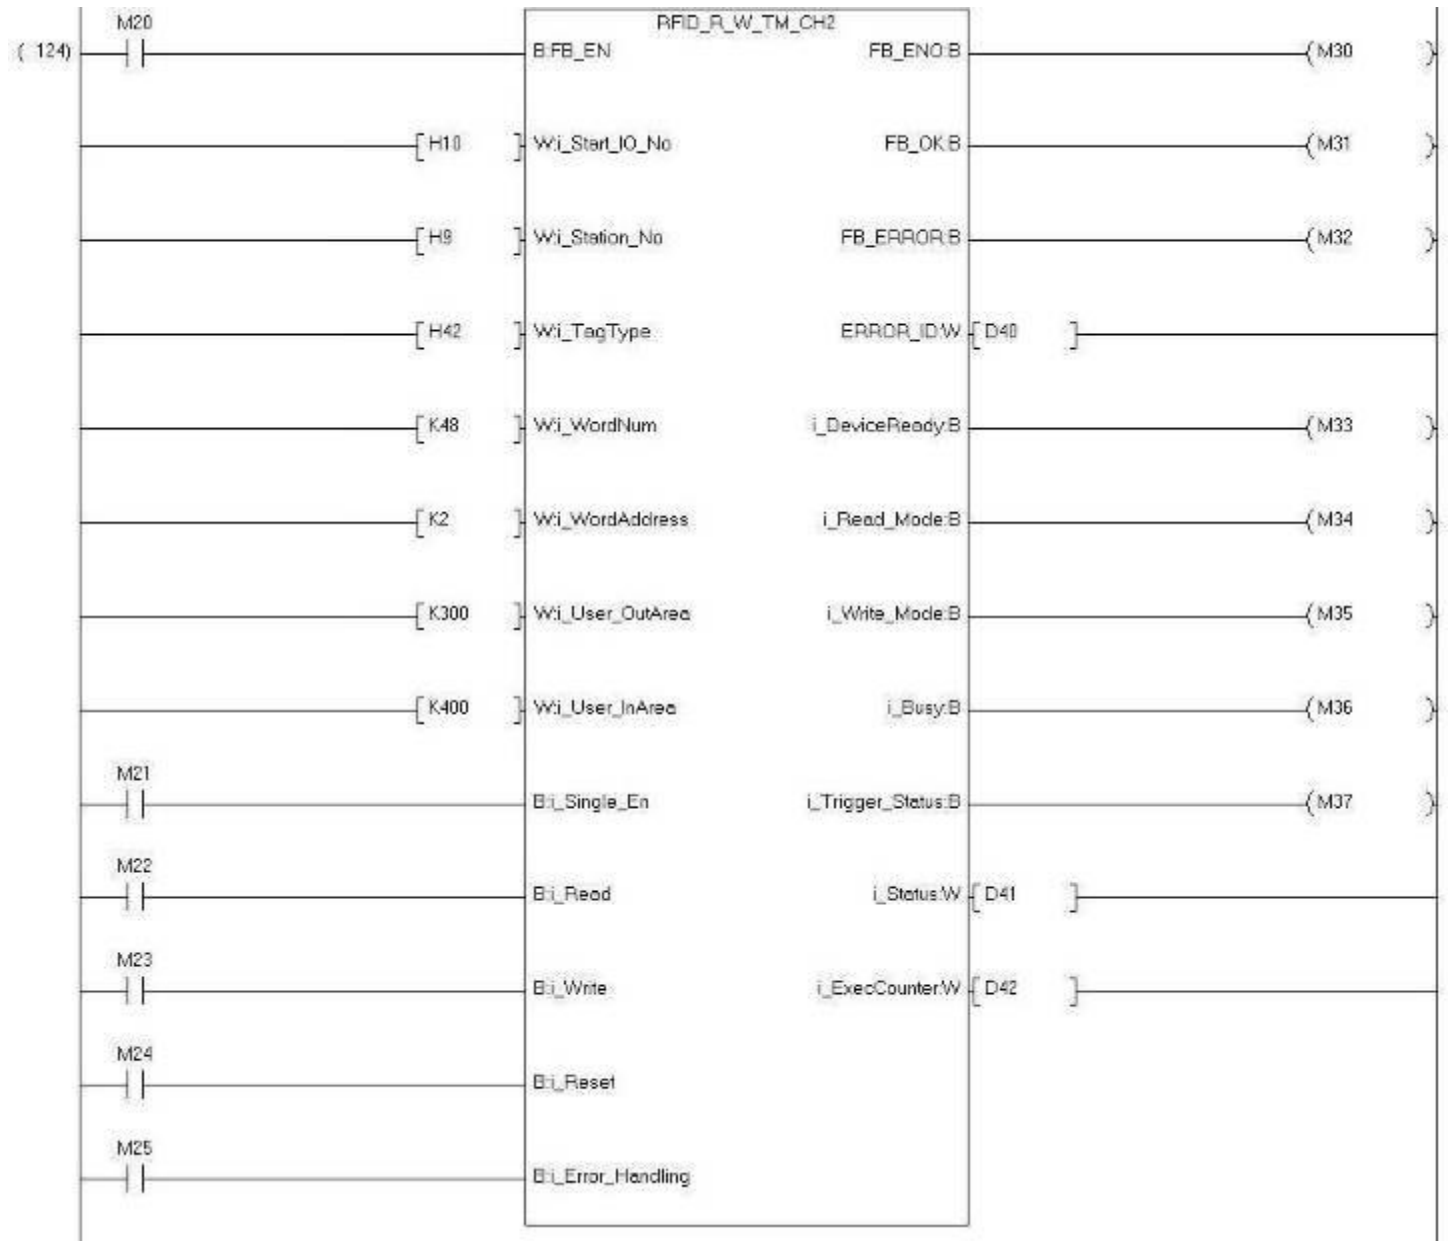 M20 RFID_R_W_TM_CH2
( 124) B:FB_EN FB_ENO:B M30
[ H10 ] W:i_Start_IO_No FB_OK:B M31
[ H9 ] W:i_Station_No FB_ERROR:B M32
[ H42 ] W:i_TagType ERROR_ID:W [ D40 ]
[ K48 ] W:i_WordNum i_DeviceReady:B M33
[ K2 ] W:i_WordAddress i_Read_Mode:B M34
[ K300 ] W:i_User_OutArea i_Write_Mode:B M35
[ K400 ] W:i_User_InArea i_Busy:B M36
M21
B:i_Single_En i_Trigger_Status:B M37
M22
B:i_Read i_Status:W [ D41 ]
M23
B:i_Write i_ExecCounter:W [ D42 ]
M24
B:i_Reset
M25
B:i_Error_Handling